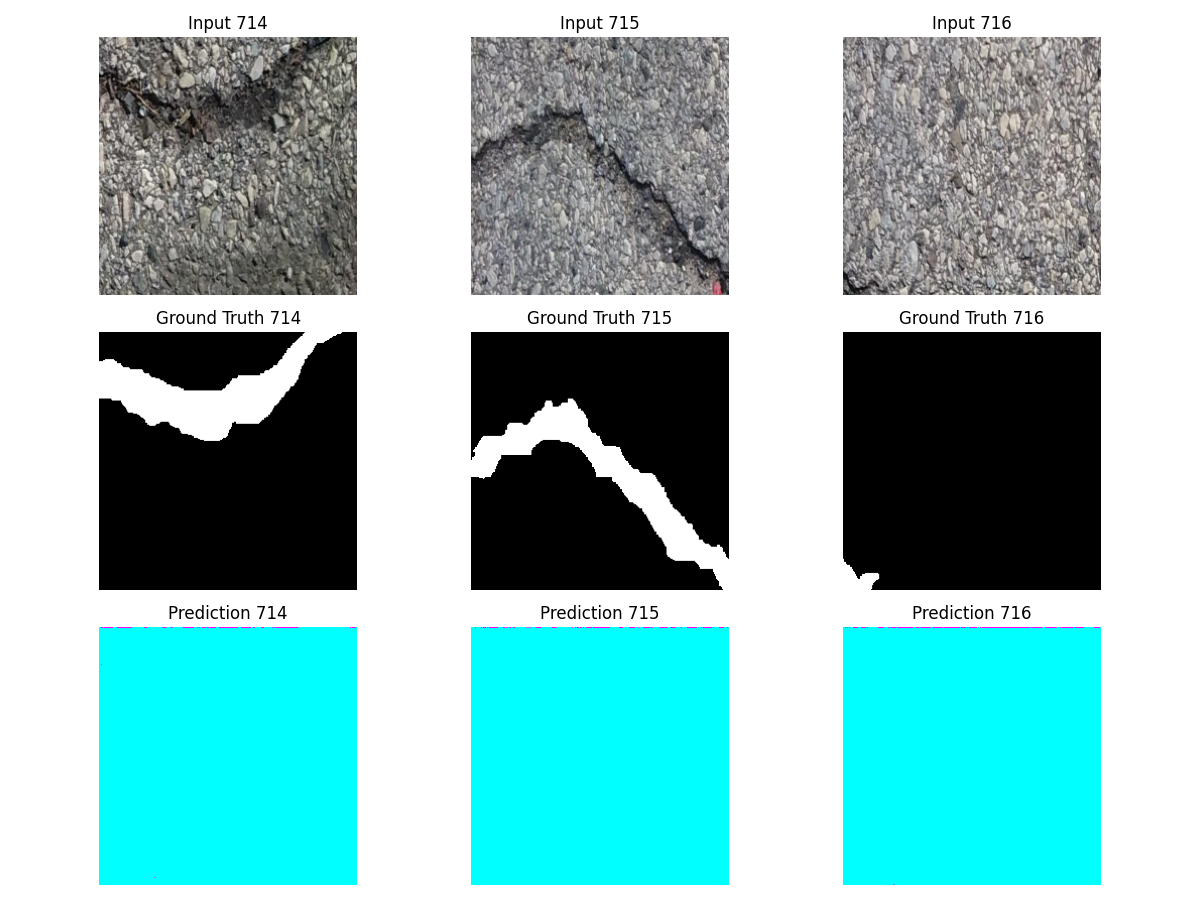 Input 714
Input 715
Input 716
Ground Truth 714
Ground Truth 715
Ground Truth 716
Prediction 714
Prediction 715
Prediction 716